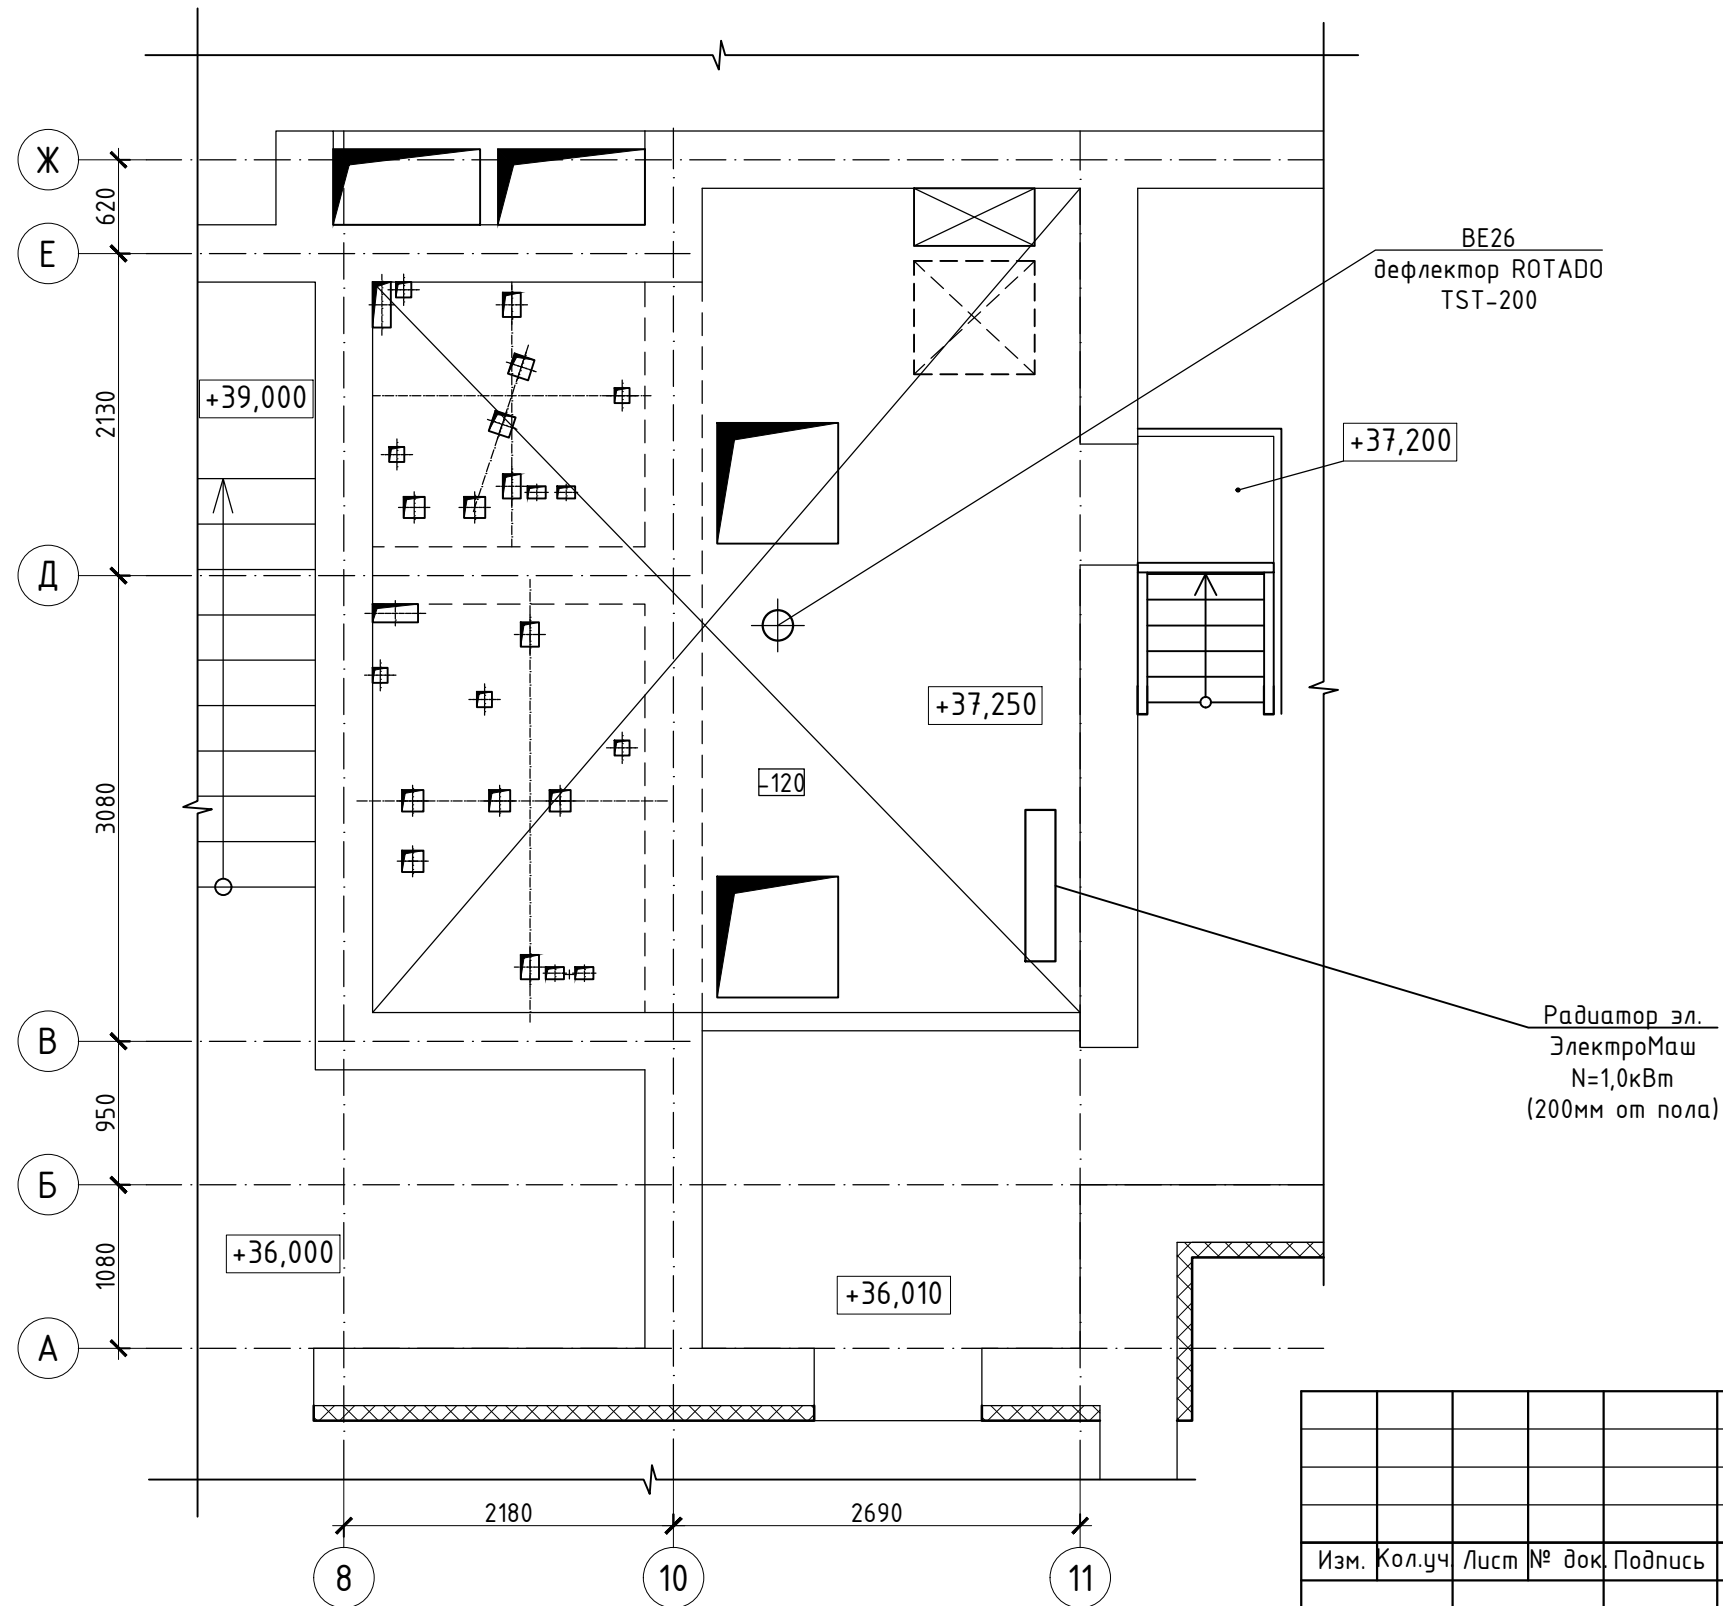 Ж
620
Е
ВЕ26
дефлектор ROTADO
TST-200
+39,000
2130
+37,200
Д
+37,250
-120
3080
Радиатор эл.
ЭлектроМаш
N=1,0кВт
(200мм от пола)
В
950
Б
+36,000
1080
+36,010
А
2180
2690
Изм. Кол.уч. Лист № док. Подпись
8
10
11